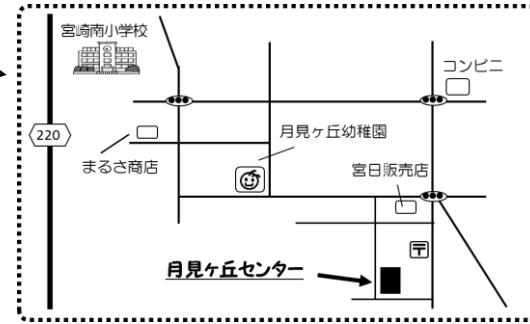 宮崎南小学校
コンビニ
220
まるさ商店
月見ヶ丘幼稚園
宮日販売店
〒
月見ヶ丘センター